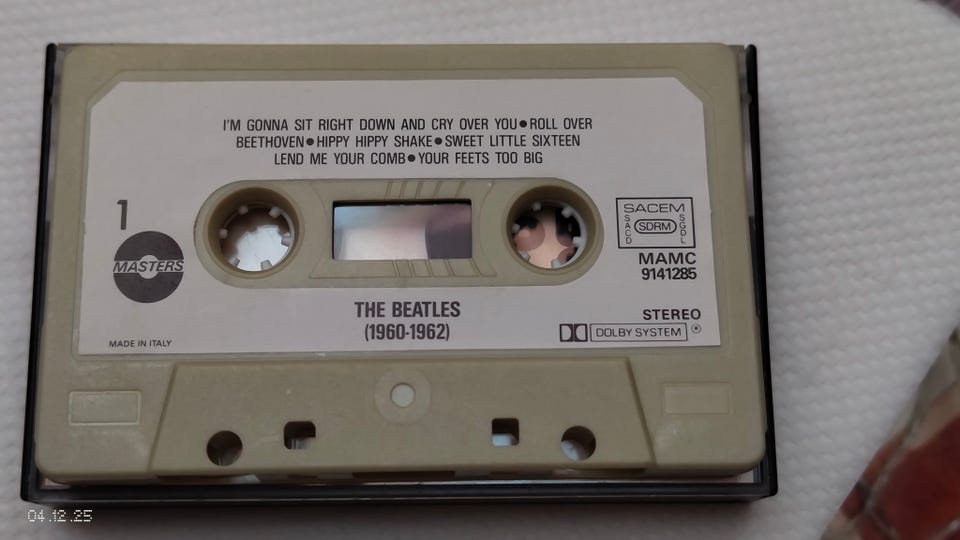 I'M GONNA SIT RIGHT DOWN AND CRY OVER YOU●ROLL OVER
BEETHOVEN●HIPPY HIPPY SHAKE●SWEET LITTLE SIXTEEN
LEND ME YOUR COMB●YOUR FEETS TOO BIG
1
MASTERS
MADE IN ITALY
THE BEATLES
(1960-1962)
SACEM
SACD
SDRM
SGDL
MAMC
9141285
STEREO
DOLBY SYSTEM ®
04.12.25